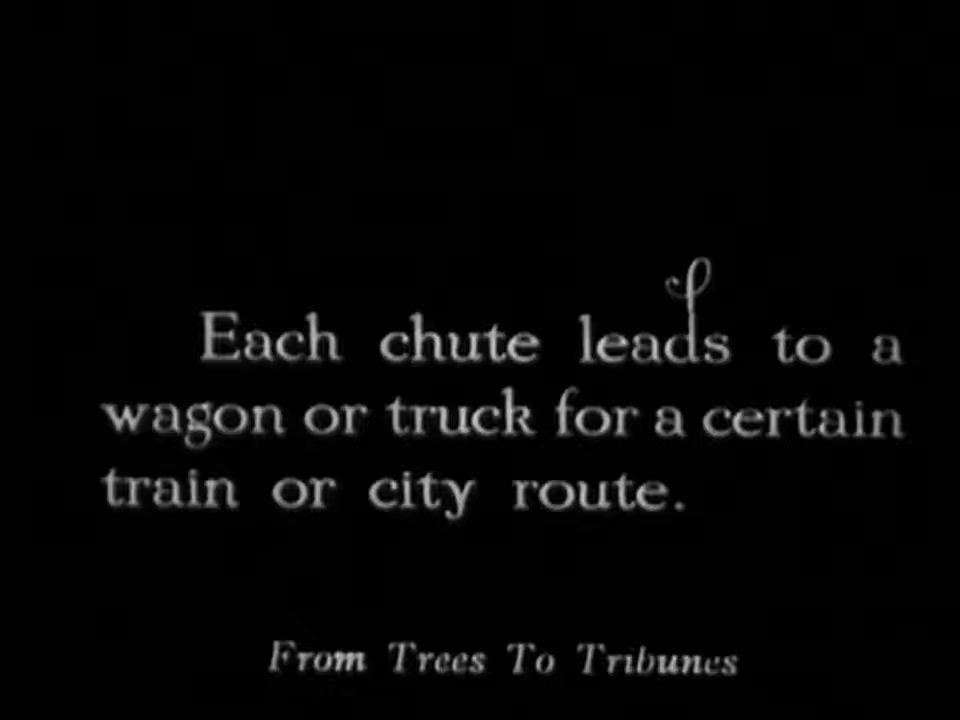 Each chute leads to a
wagon or truck for a certain
train or city route.
From Trees To Tribunes